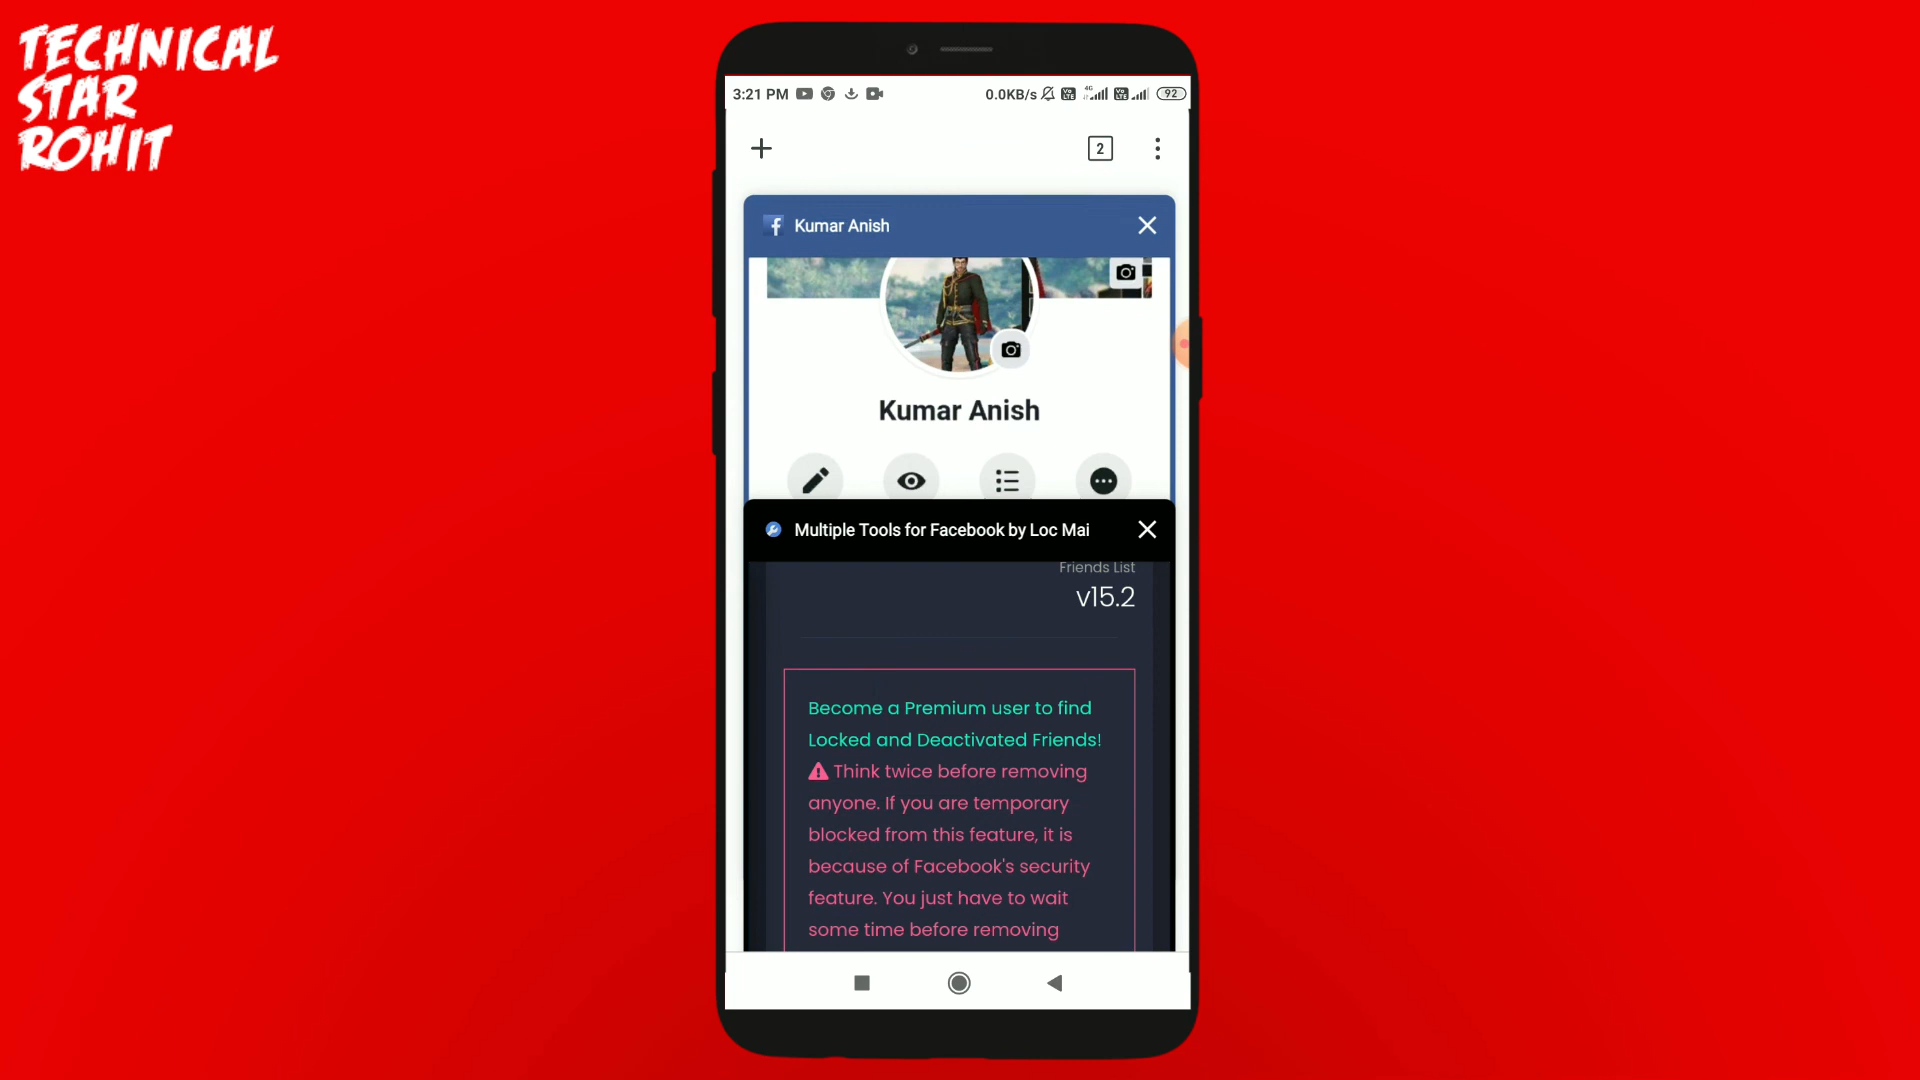 TECHNICAL
STAR
ROHIT
3:21 PM
0.0KB/s
4G
92
2
Kumar Anish
Kumar Anish
Multiple Tools for Facebook by Loc Mai
Friends List
v15.2
Become a Premium user to find
Locked and Deactivated Friends!
Think twice before removing
anyone. If you are temporary
blocked from this feature, it is
because of Facebook's security
feature. You just have to wait
some time before removing